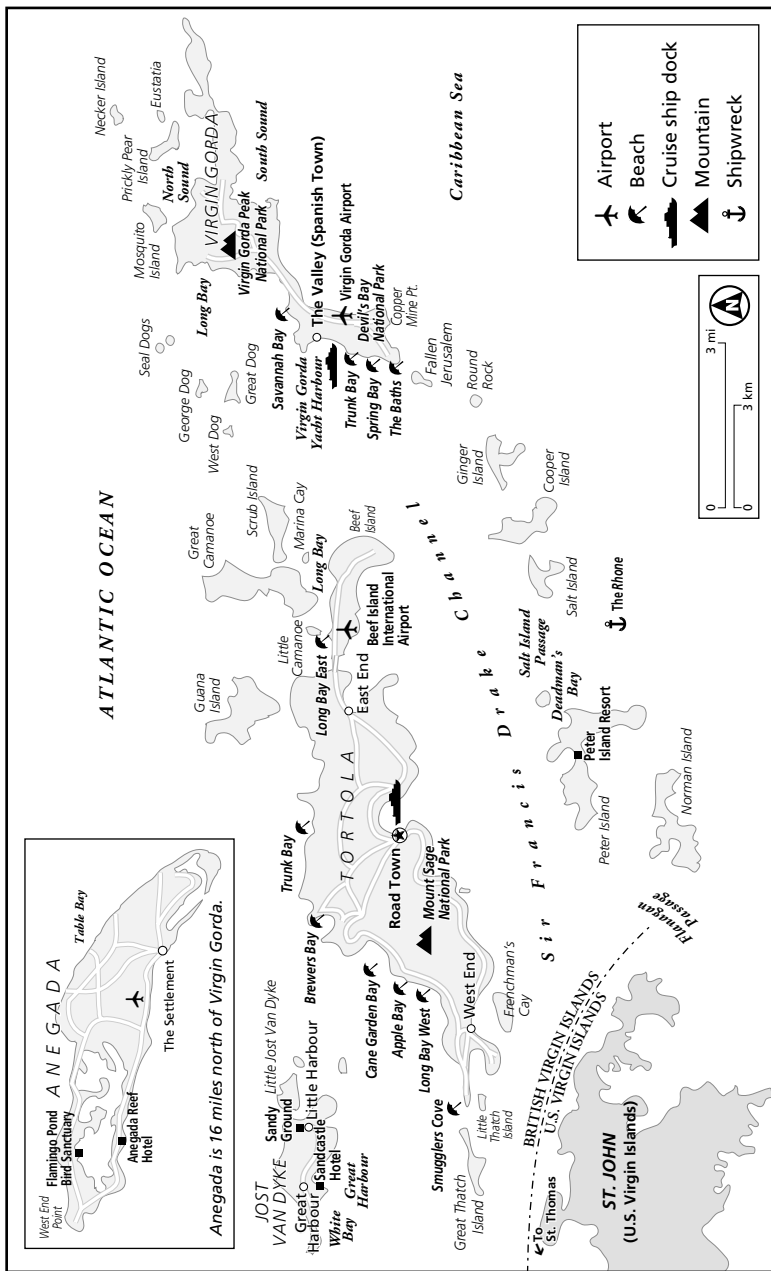 ATLANTIC OCEAN
Caribbean Sea
Sir Francis Drake Channel
ANEGADA
West End
Point
Flamingo Pond
Bird Sanctuary
Anegada Reef
Hotel
Table Bay
The Settlement
Anegada is 16 miles north of Virgin Gorda.
JOST
VAN DYKE
Great
Harbour
White
Bay
Great
Harbour
Sandcastle
Hotel
Sandy
Ground
Little Harbour
Little Jost Van Dyke
Great Thatch
Island
Little
Thatch
Island
Smugglers Cove
West End
Frenchman's
Cay
Long Bay West
Apple Bay
Cane Garden Bay
Brewers Bay
Trunk Bay
TORTOLA
Road Town
Mount Sage
National Park
East End
Long Bay East
Beef Island
International
Airport
Beef
Island
Long Bay
Guana
Island
Little
Camanoe
Great
Camanoe
Scrub Island
Marina Cay
West Dog
George Dog
Great Dog
Seal Dogs
Mosquito
Island
Prickly Pear
Island
Necker Island
Eustatia
North
Sound
VIRGIN GORDA
Long Bay
Virgin Gorda Peak
National Park
South Sound
Savannah Bay
The Valley (Spanish Town)
Virgin Gorda
Yacht Harbour
Virgin Gorda Airport
Trunk Bay
Spring Bay
The Baths
Devil's Bay
National Park
Copper
Mine Pt.
Fallen
Jerusalem
Round
Rock
Ginger
Island
Cooper
Island
Salt Island
Salt Island
Passage
The Rhone
Deadman's
Bay
Peter
Island Resort
Peter Island
Norman Island
Flanagan
Passage
BRITISH VIRGIN ISLANDS
U.S. VIRGIN ISLANDS
To
St. Thomas
ST. JOHN
(U.S. Virgin Islands)
Airport
Beach
Cruise ship dock
Mountain
Shipwreck
0
3 mi
0
3 km
N